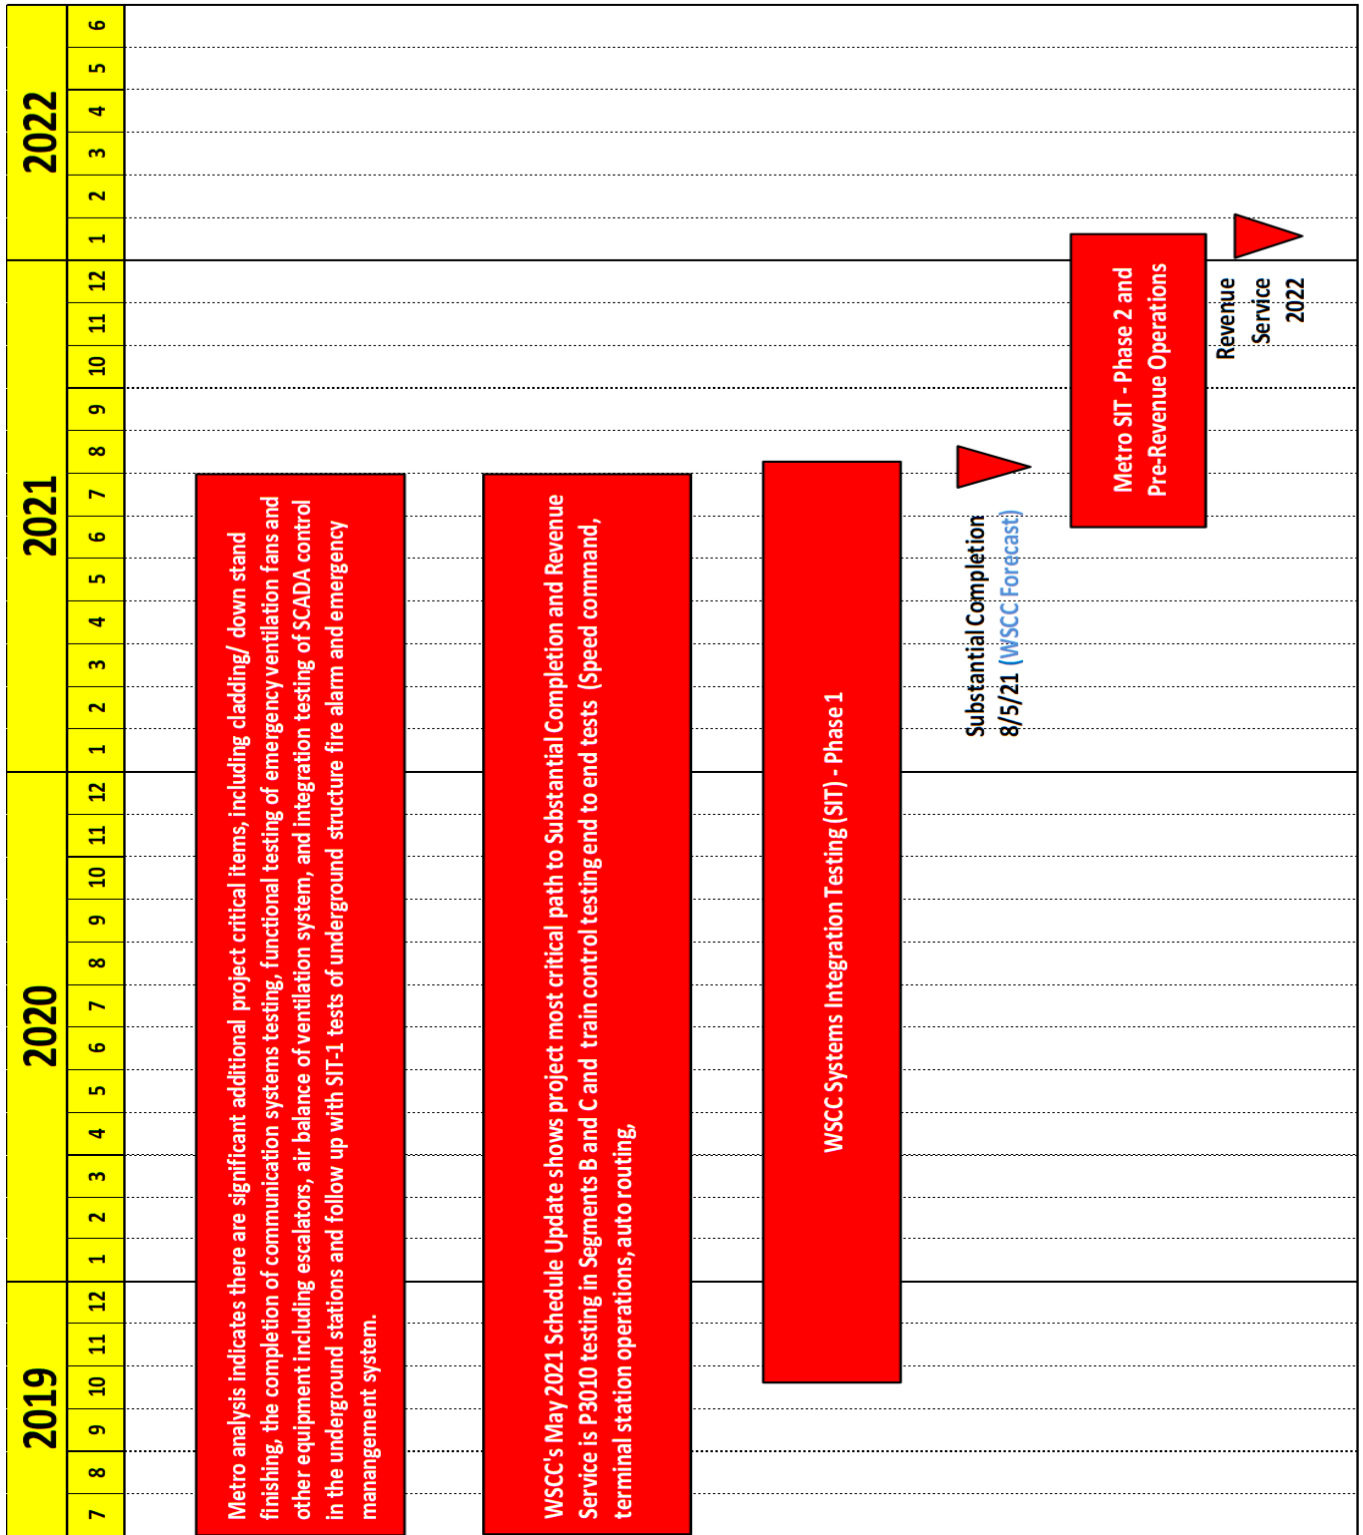 2019 2020 2021 2022
7 8 9 10 11 12 1 2 3 4 5 6 7 8 9 10 11 12 1 2 3 4 5 6 7 8 9 10 11 12 1 2 3 4 5 6
Metro analysis indicates there are significant additional project critical items, including cladding/ down stand
finishing, the completion of communication systems testing, functional testing of emergency ventilation fans and
other equipment including escalators, air balance of ventilation system, and integration testing of SCADA control
in the underground stations and follow up with SIT-1 tests of underground structure fire alarm and emergency
manangement system.
WSCC's May 2021 Schedule Update shows project most critical path to Substantial Completion and Revenue
Service is P3010 testing in Segments B and C and train control testing end to end tests (Speed command,
terminal station operations, auto routing,
WSCC Systems Integration Testing (SIT) - Phase 1
Substantial Completion
8/5/21 (WSCC Forecast)
Metro SIT - Phase 2 and
Pre-Revenue Operations
Revenue
Service
2022